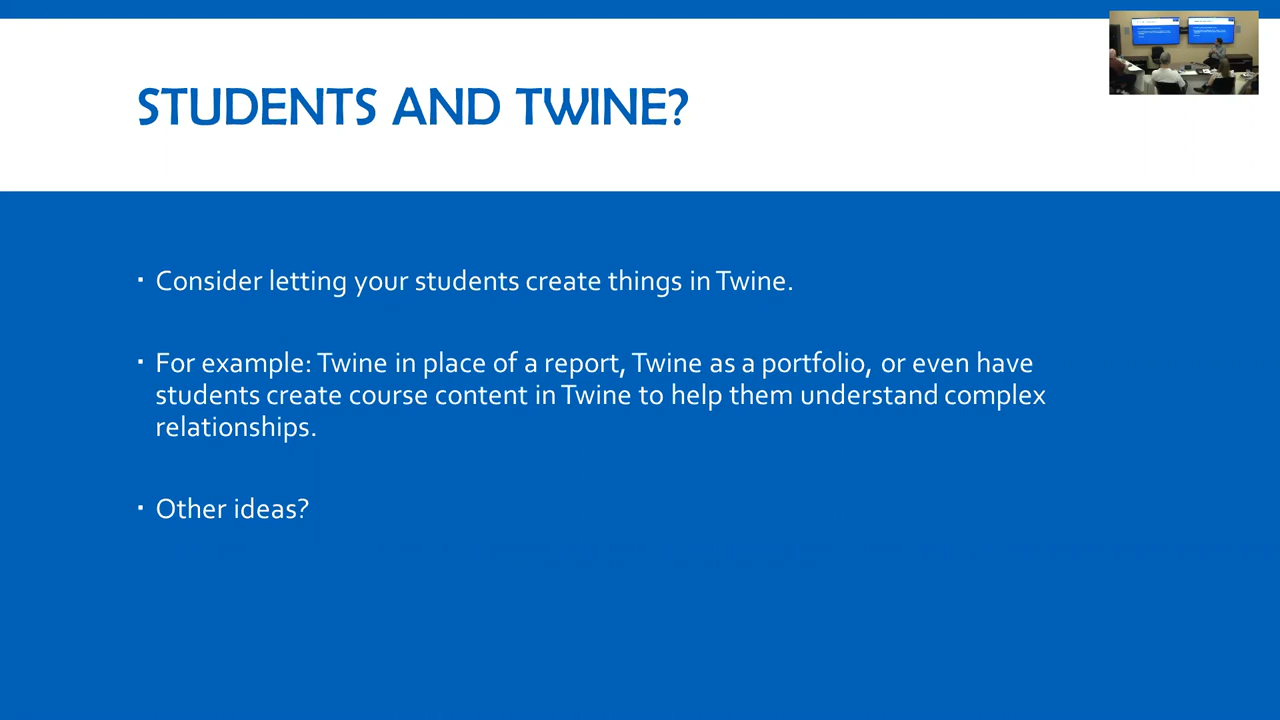 STUDENTS AND TWINE?
▪ Consider letting your students create things in Twine.
▪ For example: Twine in place of a report, Twine as a portfolio, or even have
students create course content in Twine to help them understand complex
relationships.
▪ Other ideas?